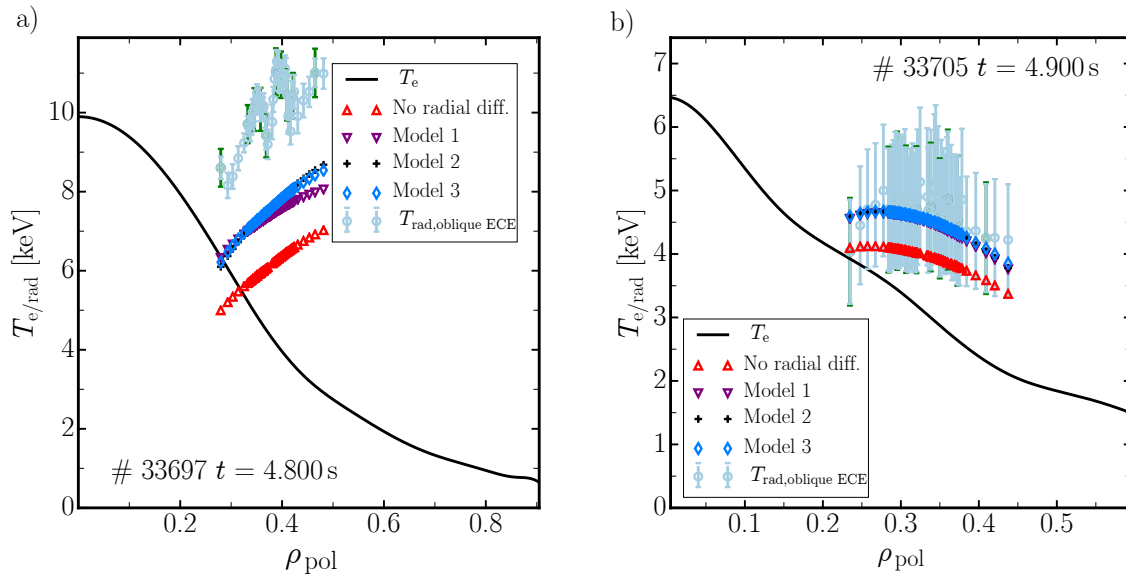 a)
10
8
6
4
2
0
0.2
0.4
0.6
0.8
T_e/rad [keV]
ρ_pol
T_e
No radial diff.
Model 1
Model 2
Model 3
T_rad,oblique ECE
# 33697 t = 4.800 s
b)
7
6
5
4
3
2
1
0
0.1
0.2
0.3
0.4
0.5
T_e/rad [keV]
ρ_pol
# 33705 t = 4.900 s
T_e
No radial diff.
Model 1
Model 2
Model 3
T_rad,oblique ECE